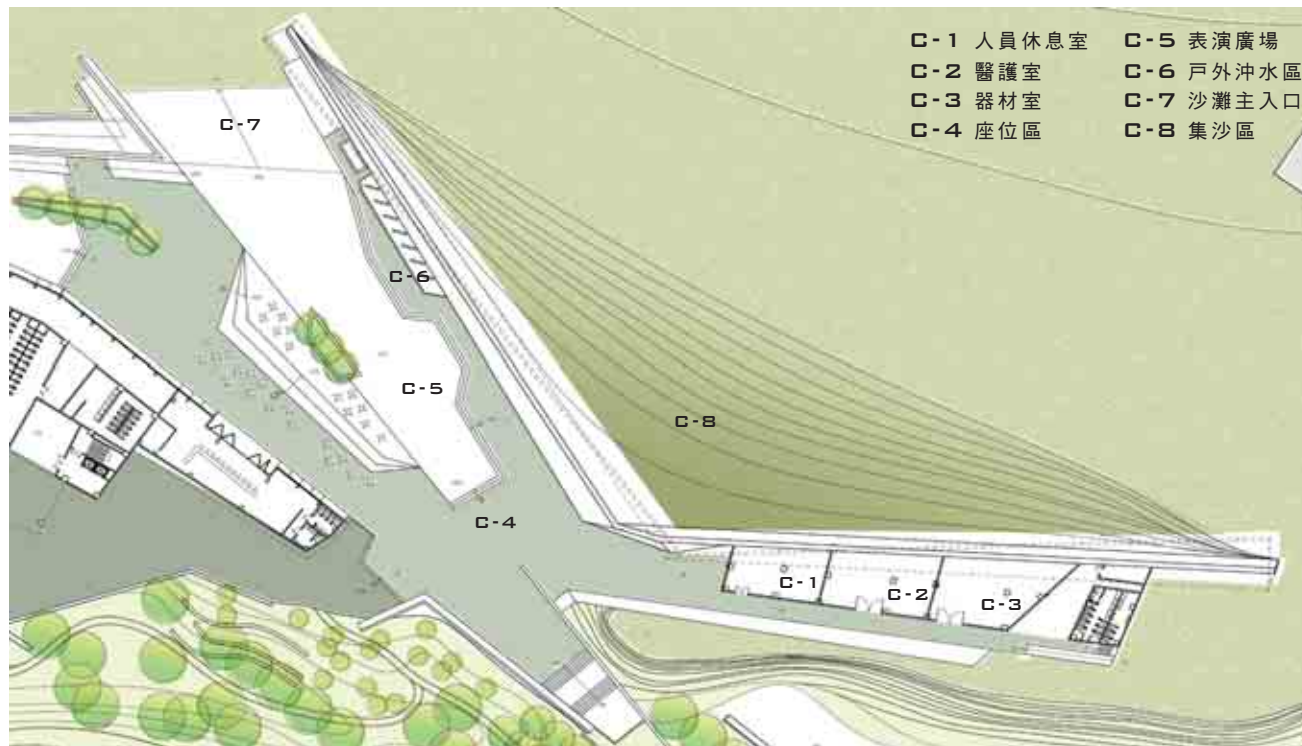 C-1 人員休息室
C-2 醫護室
C-3 器材室
C-4 座位區
C-5 表演廣場
C-6 戶外沖水區
C-7 沙灘主入口
C-8 集沙區
C-7
C-6
C-5
C-8
C-4
C-1
C-2
C-3